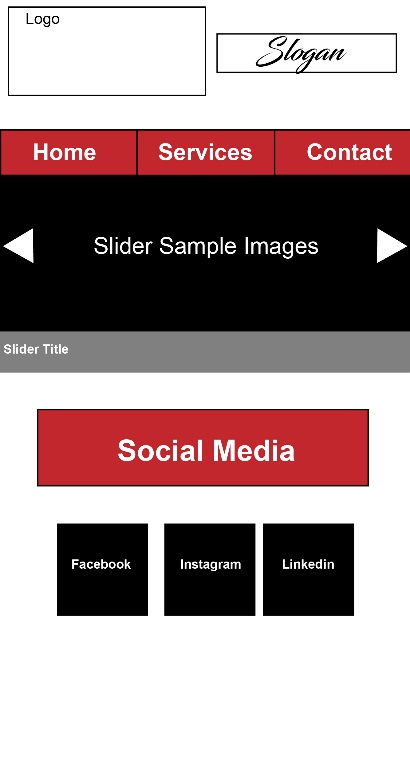 Logo
Slogan
Home Services Contact
Slider Sample Images
Slider Title
Social Media
Facebook Instagram Linkedin